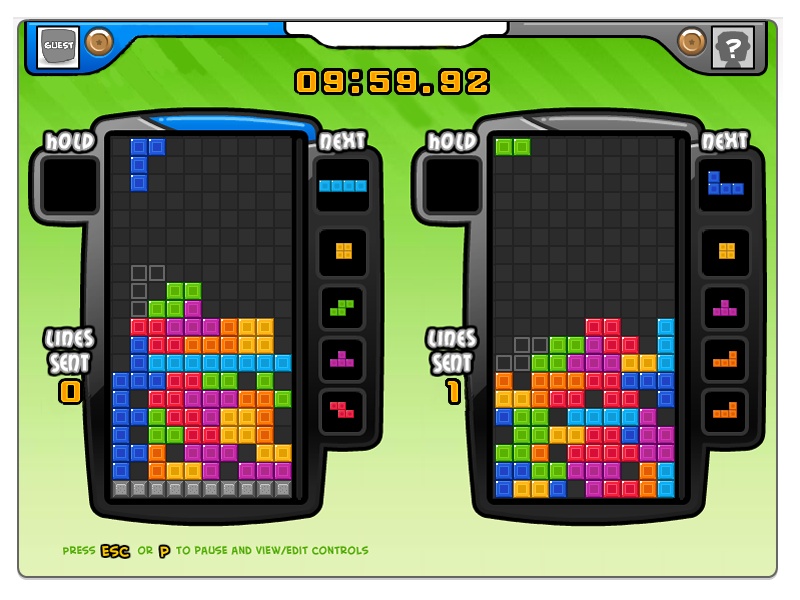 GUEST
?
09:59.92
HOLD
NEXT
HOLD
NEXT
LINES
SENT
0
LINES
SENT
1
PRESS ESC OR P TO PAUSE AND VIEW/EDIT CONTROLS